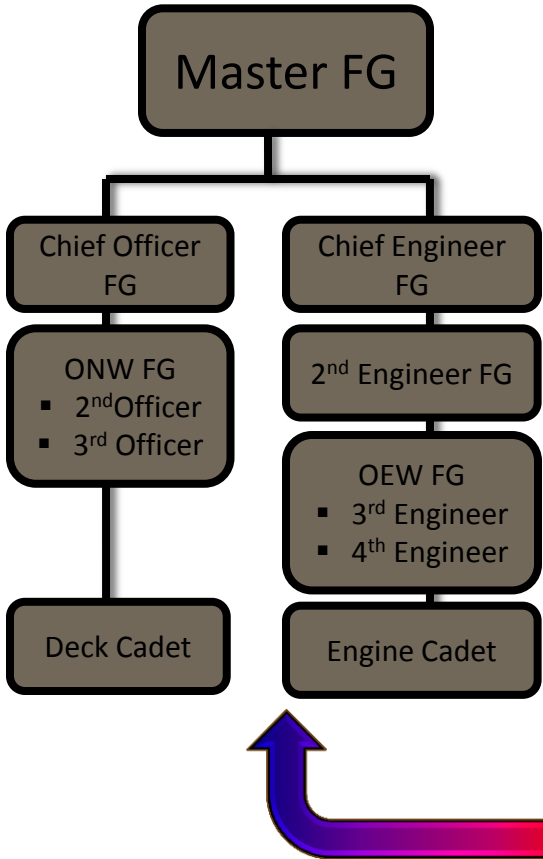 Master FG
Chief Officer
FG
Chief Engineer
FG
ONW FG
▪ 2ndOfficer
▪ 3rd Officer
2nd Engineer FG
OEW FG
▪ 3rd Engineer
▪ 4th Engineer
Deck Cadet
Engine Cadet